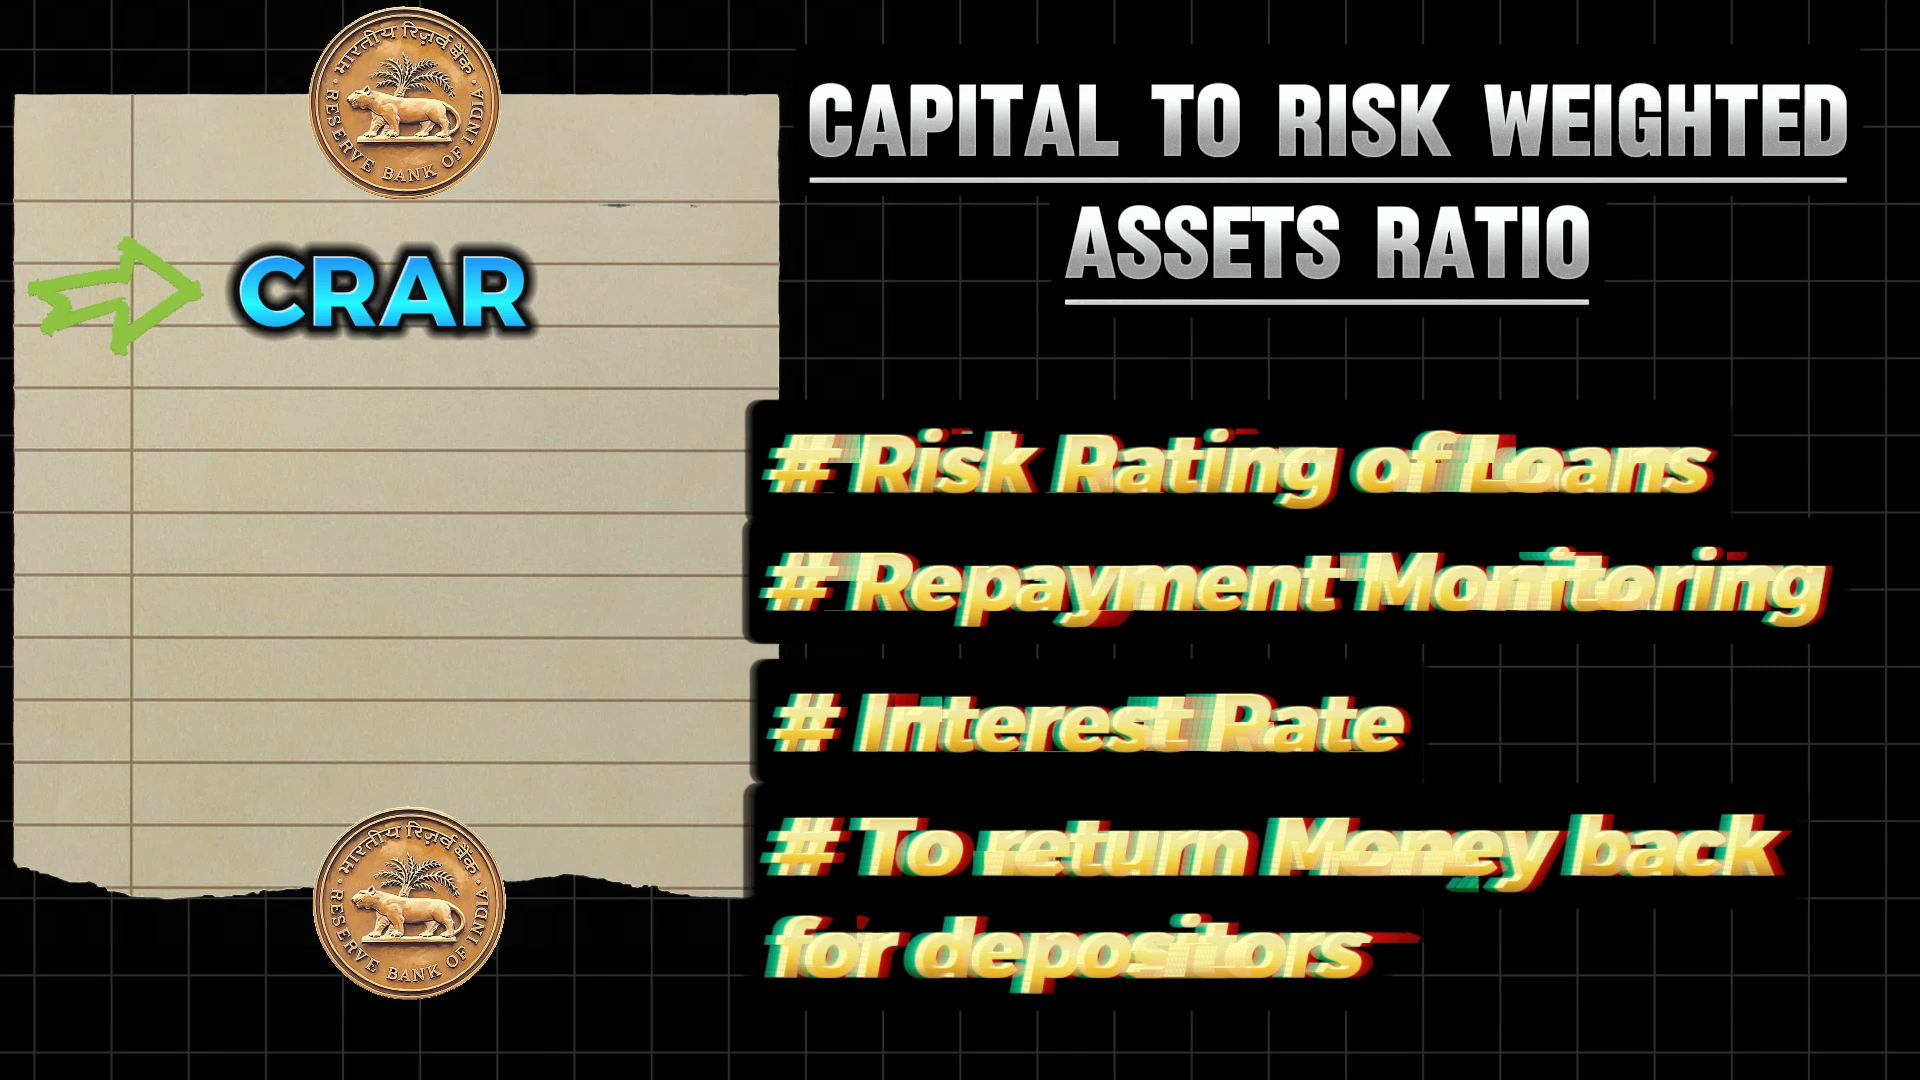 भारतीय रिज़र्व बैंक
RESERVE BANK OF INDIA
CRAR
CAPITAL TO RISK WEIGHTED
ASSETS RATIO
# Risk Rating of Loans
# Repayment Monitoring
# Interest Rate
# To return Money back
for depositors
भारतीय रिज़र्व बैंक
RESERVE BANK OF INDIA